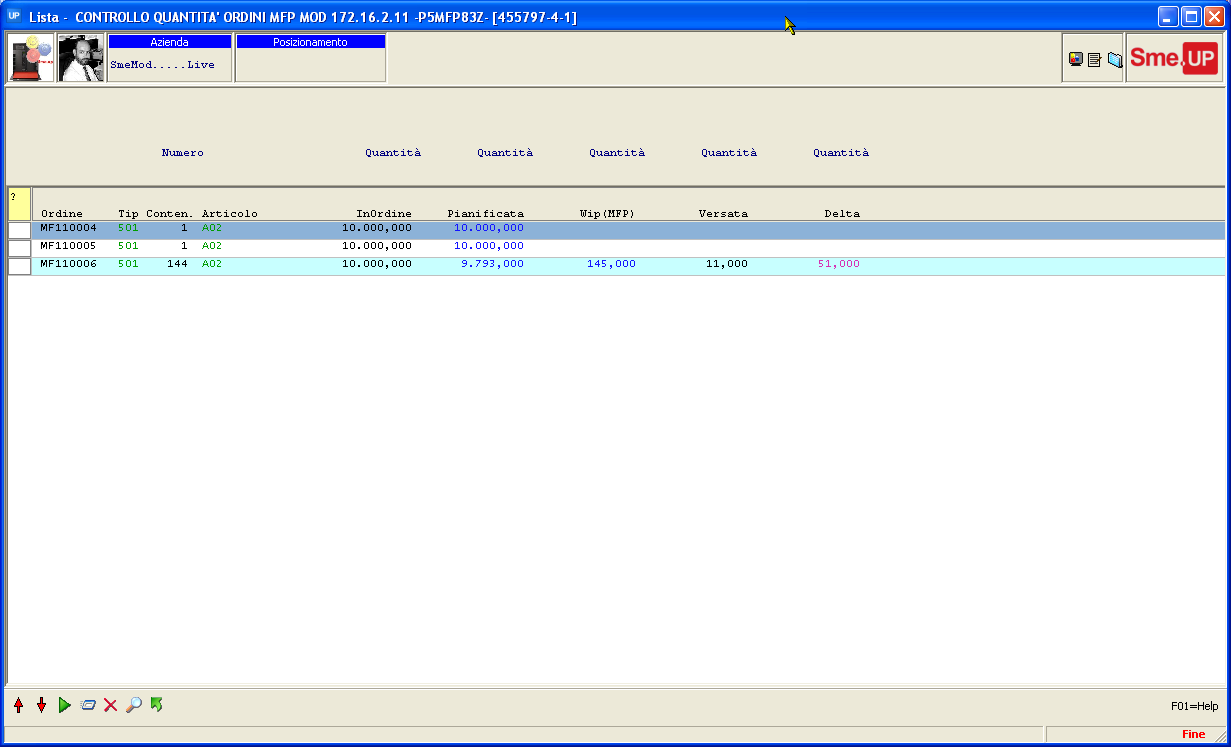 UP Lista - CONTROLLO QUANTITA' ORDINI MFP MOD 172.16.2.11 -P5MFP83Z- [455797-4-1]
Azienda Posizionamento
SmeMod.....Live
Sme.UP
Numero Quantità Quantità Quantità Quantità Quantità
?
Ordine Tip Conten. Articolo InOrdine Pianificata Wip(MFP) Versata Delta
MF110004 501 1 A02 10.000,000 10.000,000
MF110005 501 1 A02 10.000,000 10.000,000
MF110006 501 144 A02 10.000,000 9.793,000 145,000 11,000 51,000
F01=Help
Fine